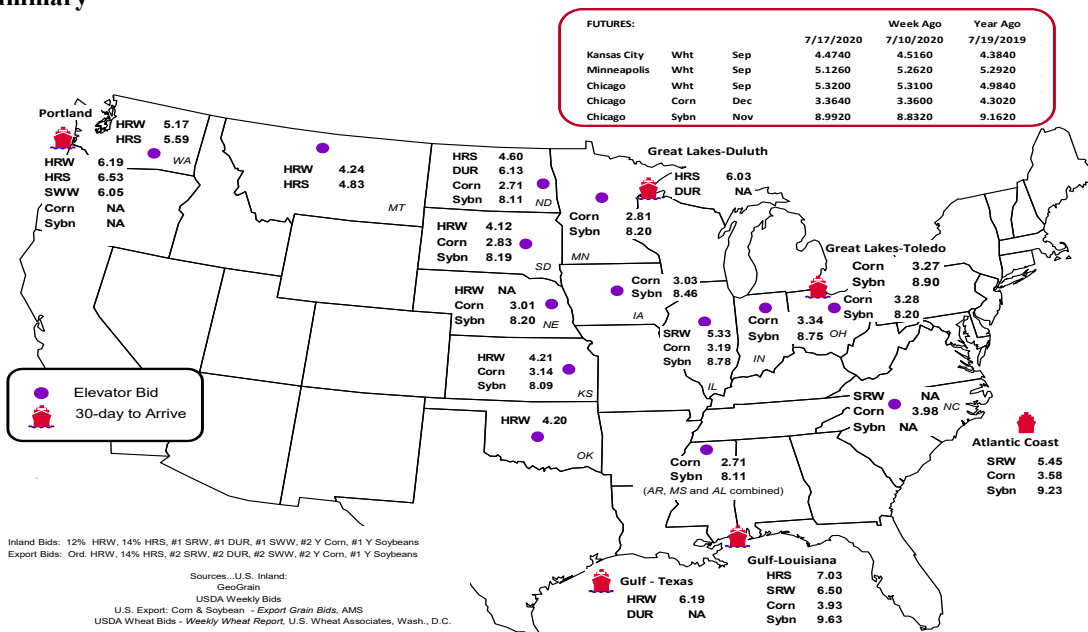 FUTURES: Week Ago Year Ago
7/17/2020 7/10/2020 7/19/2019
Kansas City Wht Sep 4.4740 4.5160 4.3840
Minneapolis Wht Sep 5.1260 5.2620 5.2920
Chicago Wht Sep 5.3200 5.3100 4.9840
Chicago Corn Dec 3.3640 3.3600 4.3020
Chicago Sybn Nov 8.9920 8.8320 9.1620
Portland
HRW 6.19
HRS 6.53
SWW 6.05
Corn NA
Sybn NA
HRW 5.17
HRS 5.59
WA
HRW 4.24
HRS 4.83
MT
HRS 4.60
DUR 6.13
Corn 2.71
Sybn 8.11
ND
HRW 4.12
Corn 2.83
Sybn 8.19
SD
HRW NA
Corn 3.01
Sybn 8.20
NE
HRW 4.21
Corn 3.14
Sybn 8.09
KS
HRW 4.20
OK
Corn 2.81
Sybn 8.20
MN
Great Lakes-Duluth
HRS 6.03
DUR NA
Corn 3.03
Sybn 8.46
IA
SRW 5.33
Corn 3.19
Sybn 8.78
IL
Corn 3.34
Sybn 8.75
IN
Great Lakes-Toledo
Corn 3.27
Sybn 8.90
Corn 3.28
Sybn 8.20
OH
SRW NA
Corn 3.98
Sybn NA
NC
Atlantic Coast
SRW 5.45
Corn 3.58
Sybn 9.23
Corn 2.71
Sybn 8.11
(AR, MS and AL combined)
Gulf-Louisiana
HRS 7.03
SRW 6.50
Corn 3.93
Sybn 9.63
Gulf - Texas
HRW 6.19
DUR NA
Elevator Bid
30-day to Arrive
Inland Bids: 12% HRW, 14% HRS, #1 SRW, #1 DUR, #1 SWW, #2 Y Corn, #1 Y Soybeans
Export Bids: Ord. HRW, 14% HRS, #2 SRW, #2 DUR, #2 SWW, #2 Y Corn, #1 Y Soybeans
Sources...U.S. Inland:
GeoGrain
USDA Weekly Bids
U.S. Export: Corn & Soybean - Export Grain Bids, AMS
USDA Wheat Bids - Weekly Wheat Report, U.S. Wheat Associates, Wash., D.C.